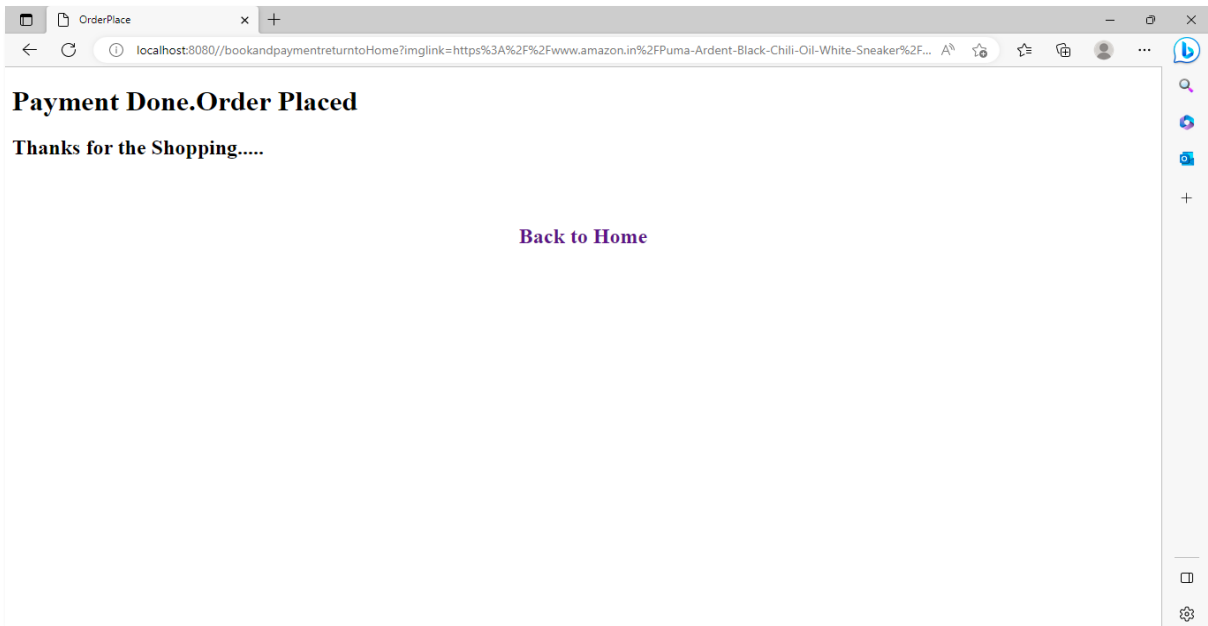 OrderPlace
localhost:8080//bookandpaymentreturntoHome?imglink=https%3A%2F%2Fwww.amazon.in%2FPuma-Ardent-Black-Chili-Oil-White-Sneaker%2F...
Payment Done.Order Placed
Thanks for the Shopping.....
Back to Home